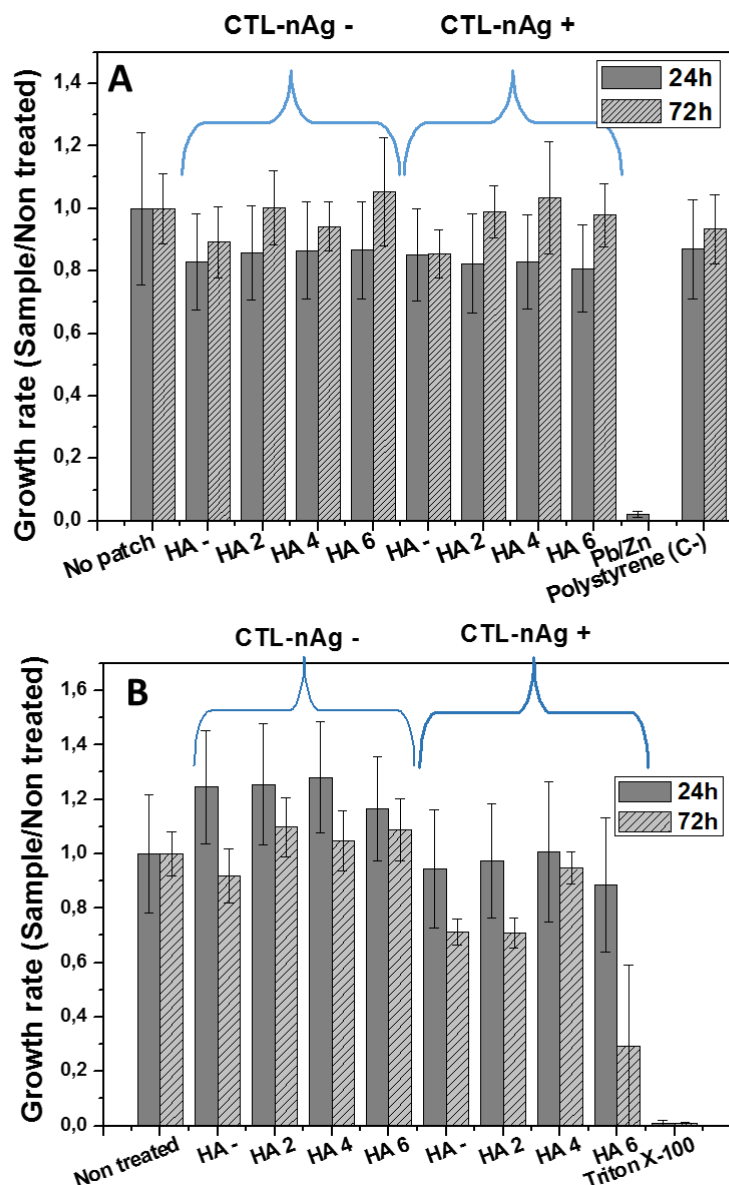 CTL-nAg - CTL-nAg +
A
24h
72h
Growth rate (Sample/Non treated)
1,4
1,2
1,0
0,8
0,6
0,4
0,2
0,0
No patch HA - HA 2 HA 4 HA 6 HA - HA 2 HA 4 HA 6 Pb/Zn Polystyrene (C-)
CTL-nAg - CTL-nAg +
B
24h
72h
Growth rate (Sample/Non treated)
1,6
1,4
1,2
1,0
0,8
0,6
0,4
0,2
0,0
Non treated HA - HA 2 HA 4 HA 6 HA - HA 2 HA 4 HA 6 Triton X-100